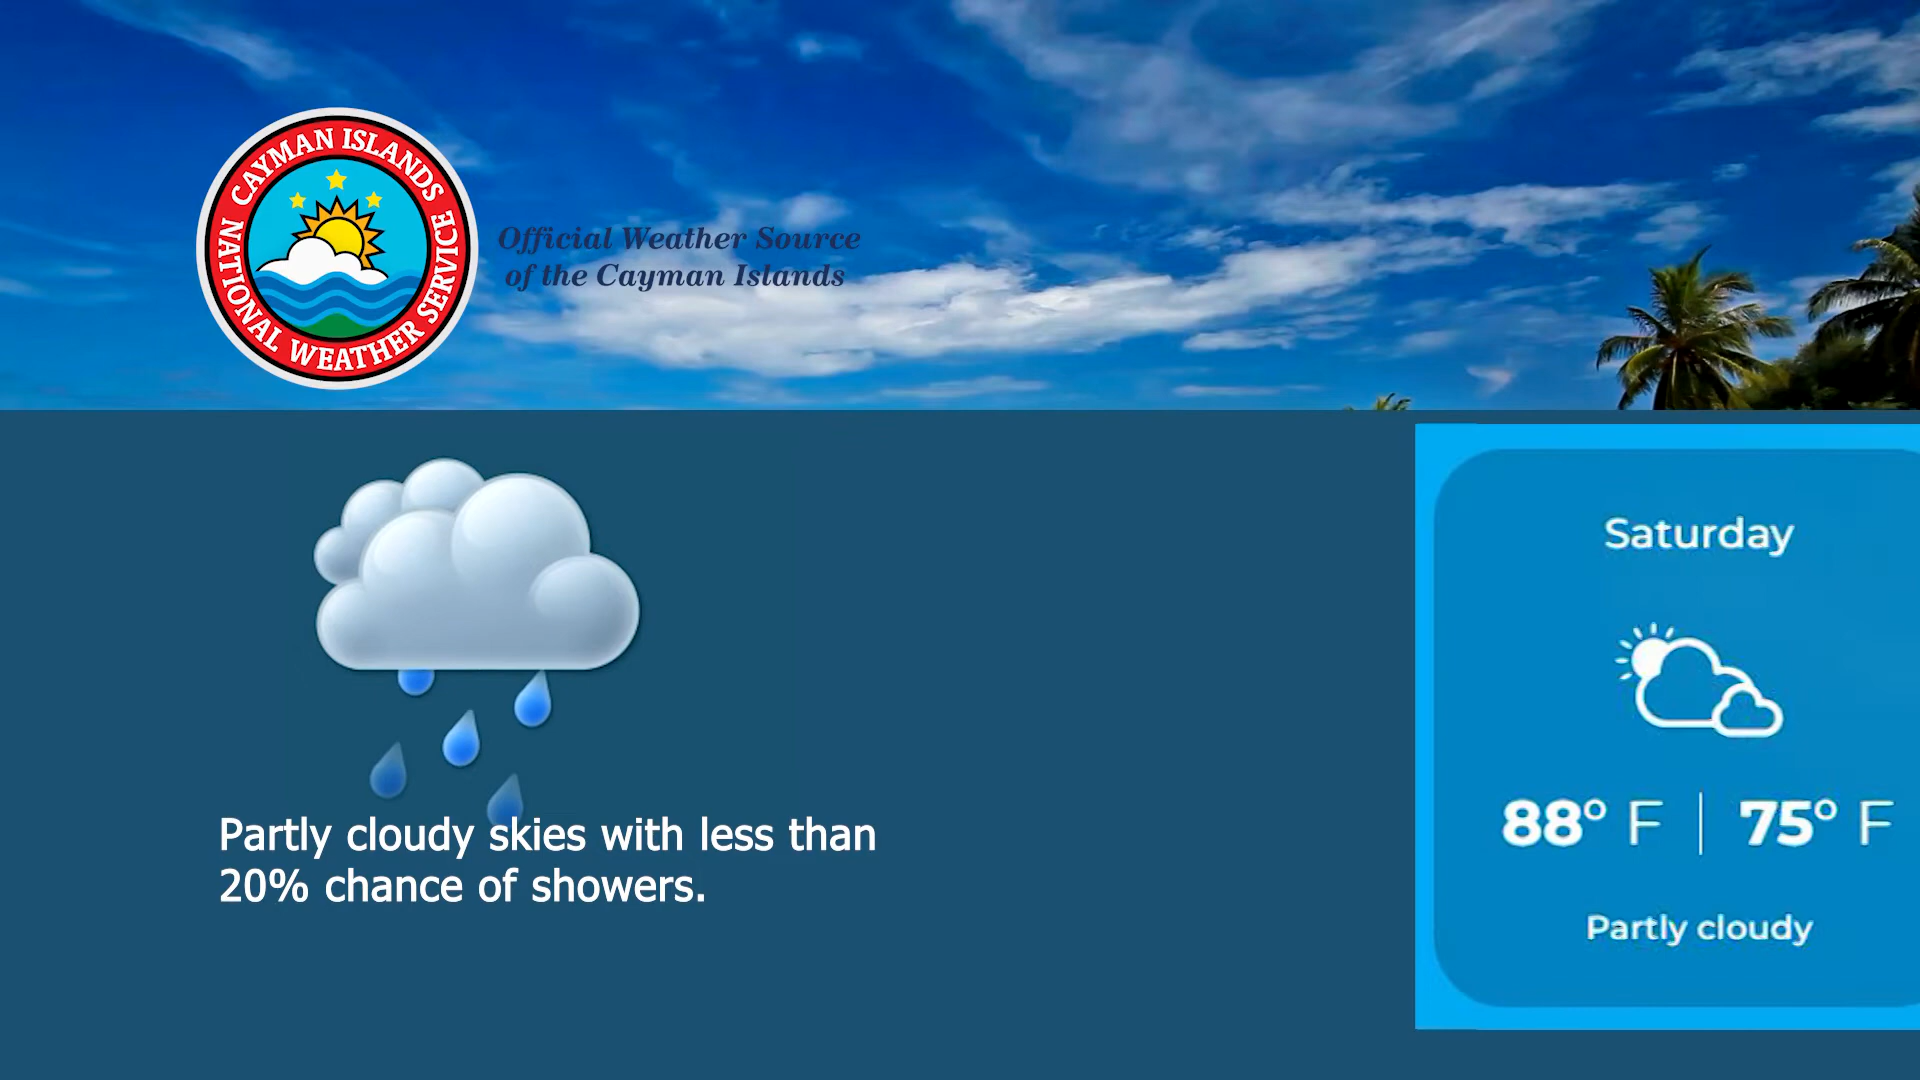 CAYMAN ISLANDS
NATIONAL WEATHER SERVICE
Official Weather Source
of the Cayman Islands
Partly cloudy skies with less than
20% chance of showers.
Saturday
88° F | 75° F
Partly cloudy